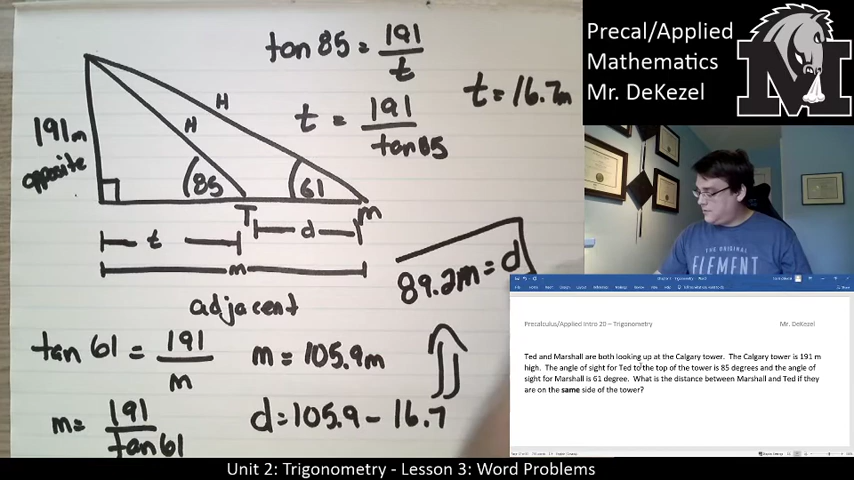 tan 85 = 191
t
t = 191
tan 85
t = 16.7m
H
H
191m
opposite
85
61
T
M
t
d
m
adjacent
89.2m = d
tan 61 = 191
m
m = 105.9m
m = 191
tan 61
d = 105.9 - 16.7
Precal/Applied
Mathematics
Mr. DeKezel
M
THE ORIGINAL
ELEMENT
Precalculus/Applied Intro 20 – Trigonometry
Mr. DeKezel
Ted and Marshall are both looking up at the Calgary tower. The Calgary tower is 191 m
high. The angle of sight for Ted to the top of the tower is 85 degrees and the angle of
sight for Marshall is 61 degree. What is the distance between Marshall and Ted if they
are on the same side of the tower?
Unit 2: Trigonometry - Lesson 3: Word Problems